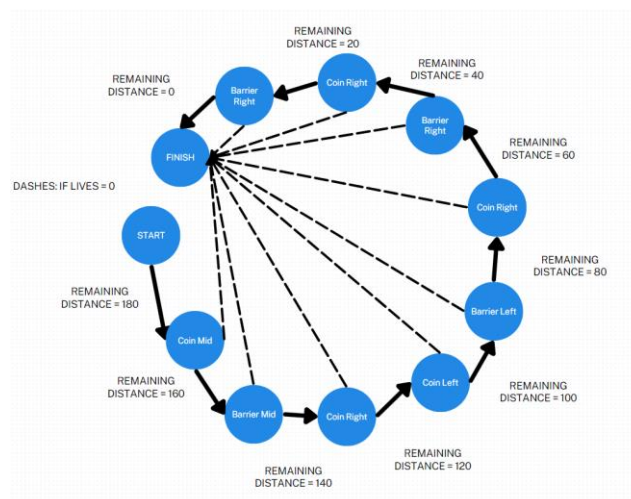 REMAINING
DISTANCE = 20
REMAINING
DISTANCE = 40
REMAINING
DISTANCE = 0
Coin Right
Barrier
Right
Barrier
Right
REMAINING
DISTANCE = 60
FINISH
DASHES: IF LIVES = 0
Coin Right
START
REMAINING
DISTANCE = 80
REMAINING
DISTANCE = 180
Barrier Left
Coin Mid
REMAINING
DISTANCE = 160
Coin Left
REMAINING
DISTANCE = 100
Barrier Mid
Coin Right
REMAINING
DISTANCE = 120
REMAINING
DISTANCE = 140